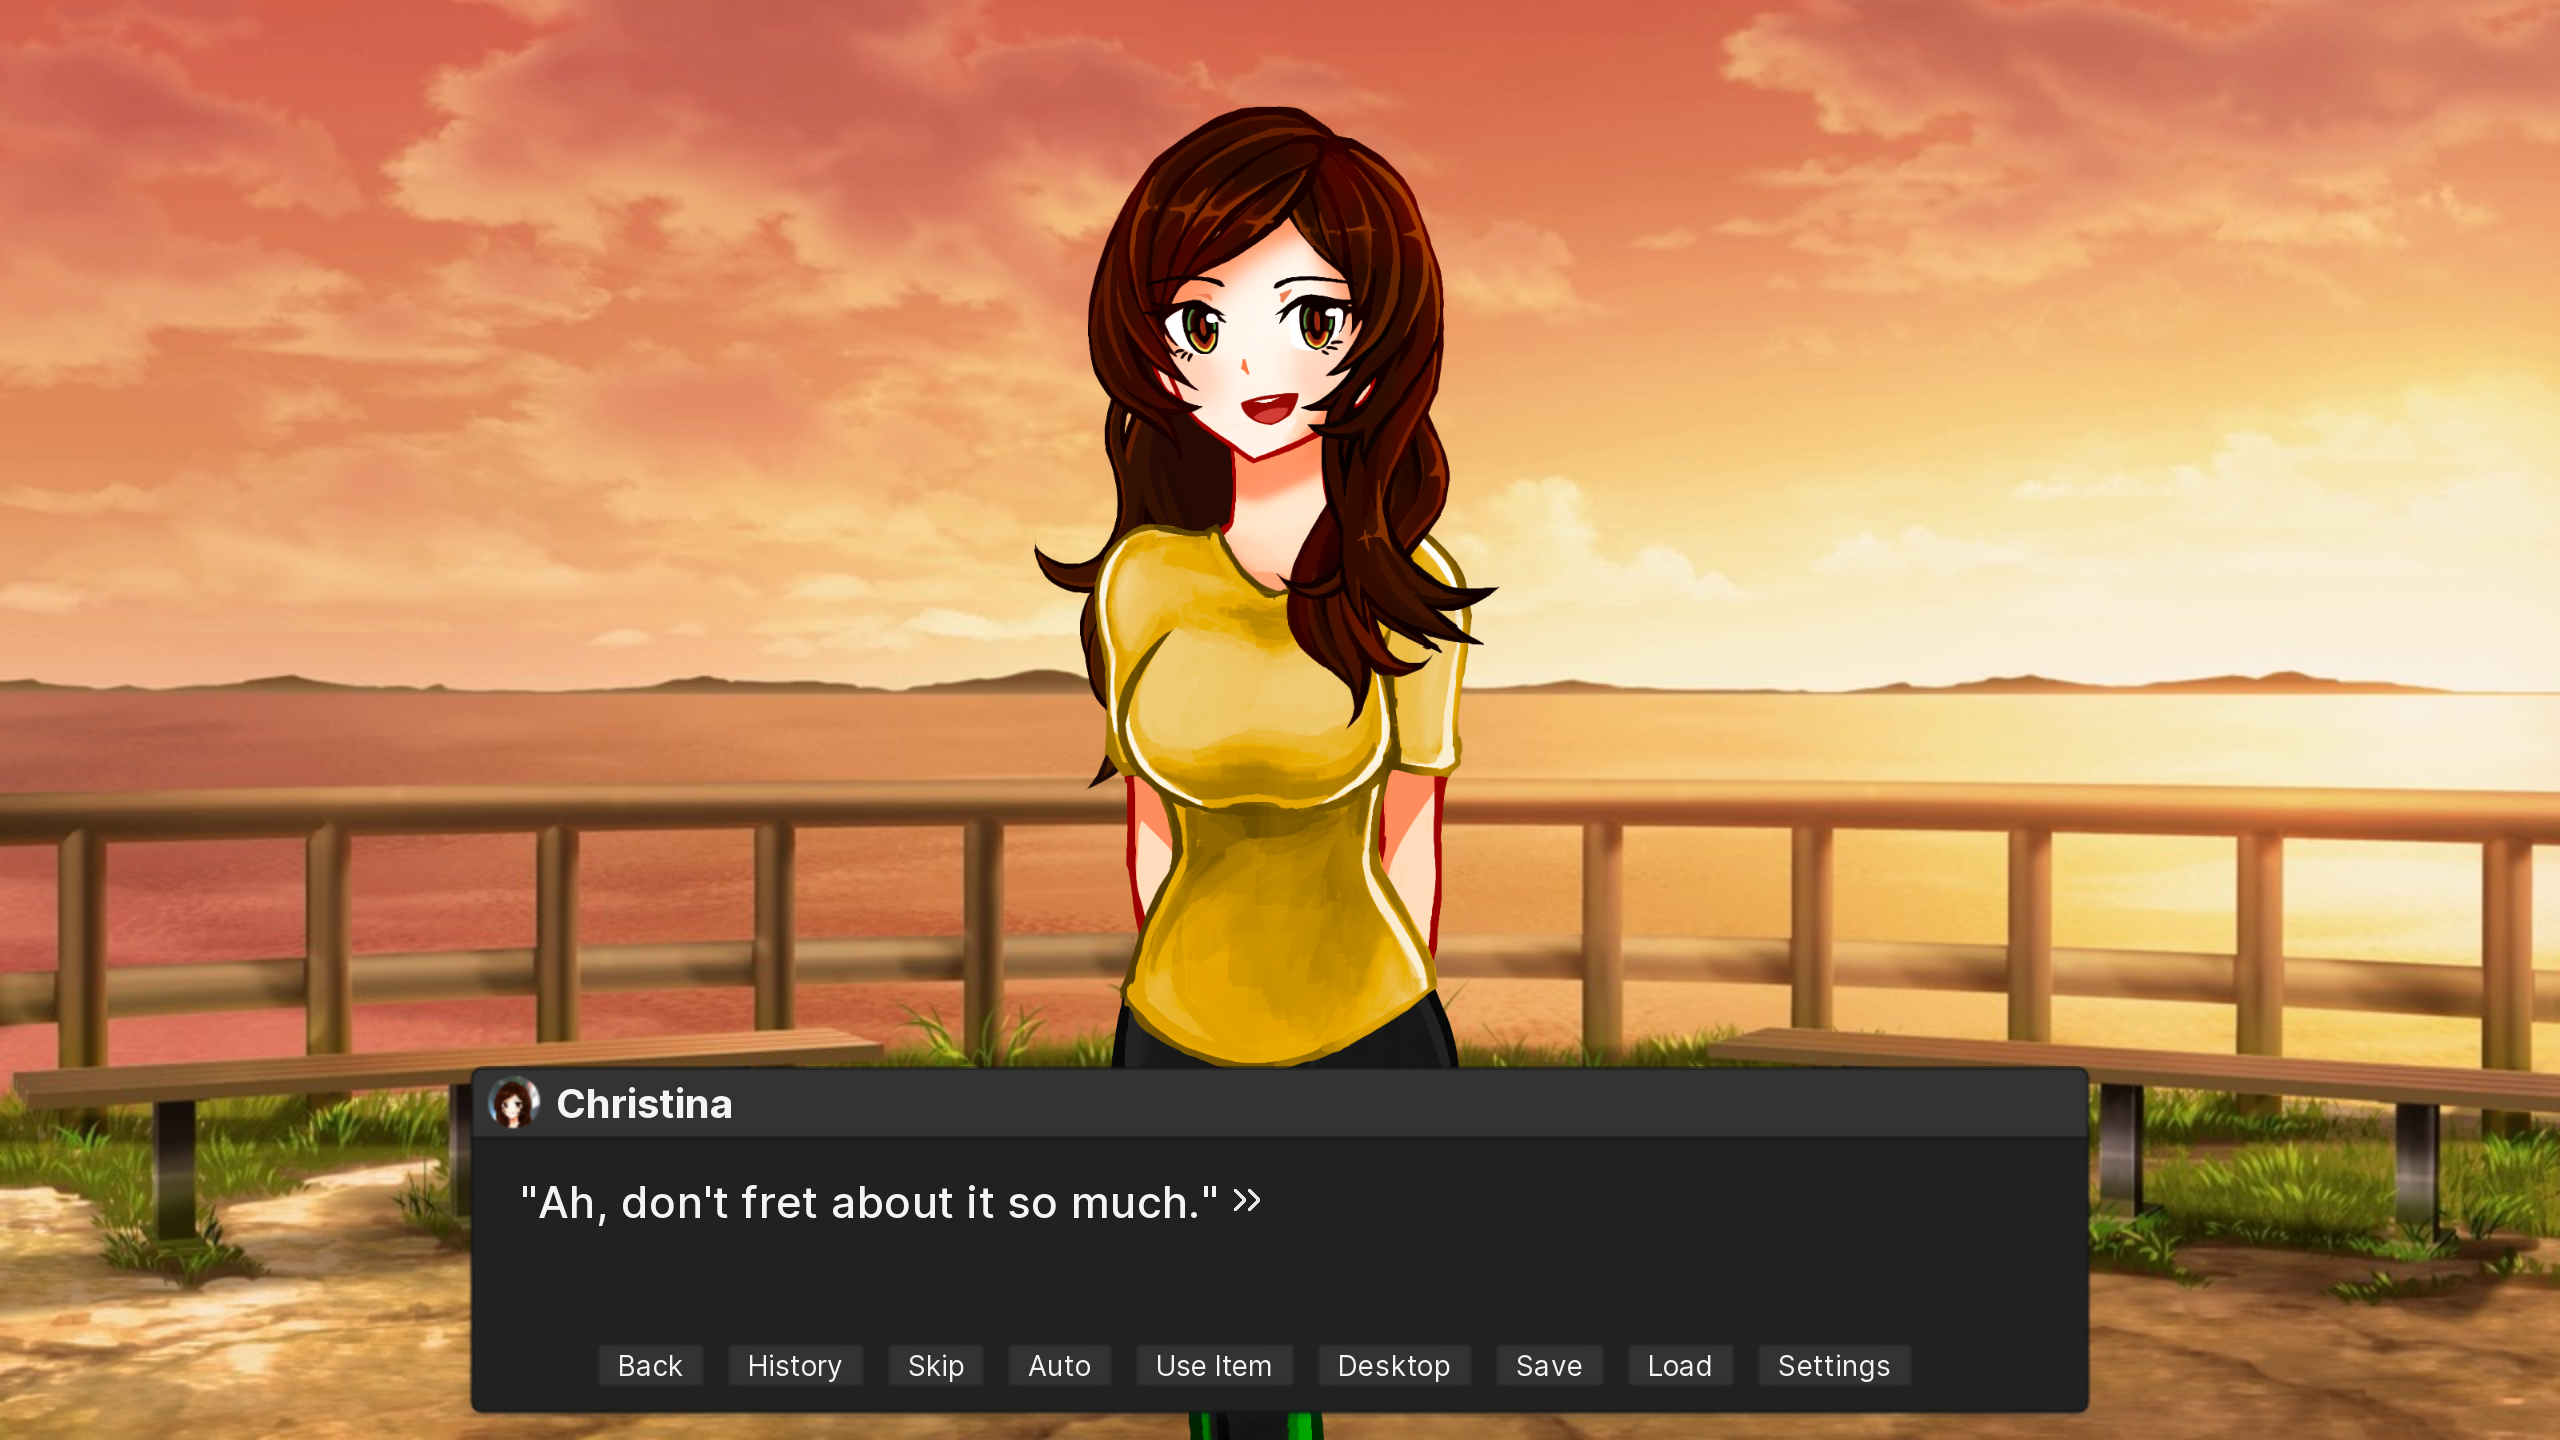 Christina
"Ah, don't fret about it so much." »
Back History Skip Auto Use Item Desktop Save Load Settings